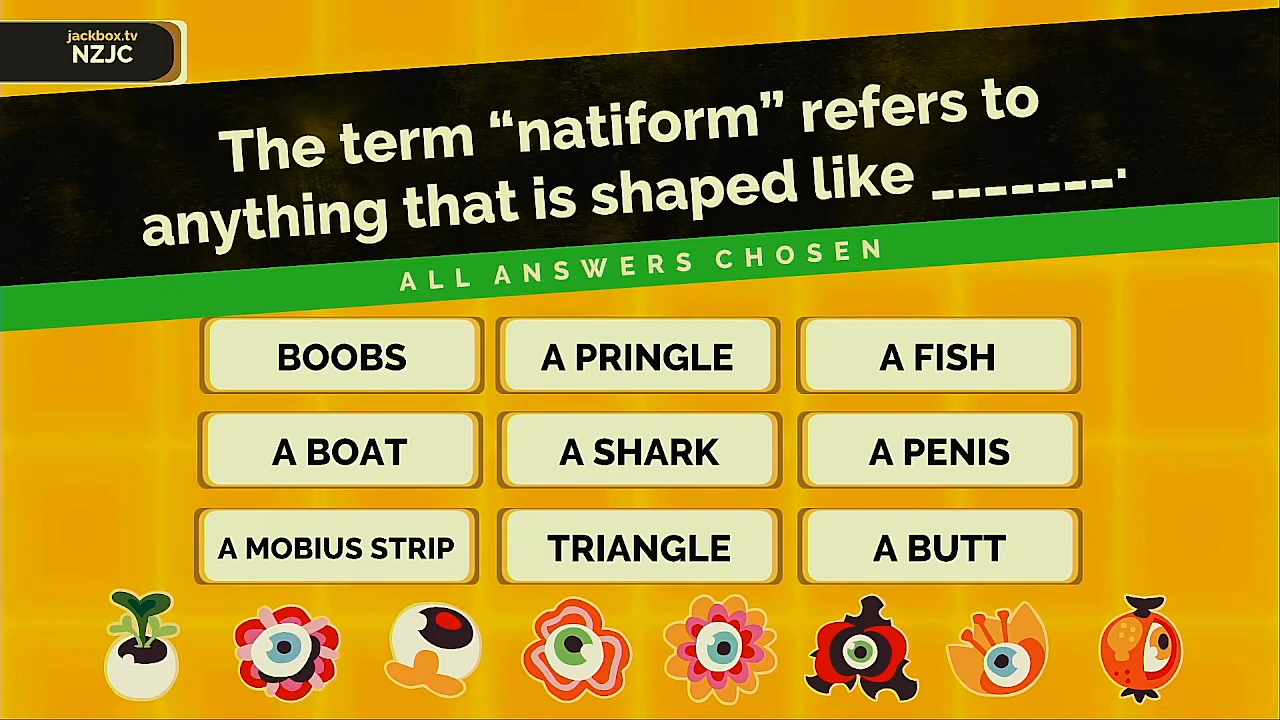 jackbox.tv
NZJC
The term “natiform” refers to
anything that is shaped like _______.
ALL ANSWERS CHOSEN
BOOBS
A PRINGLE
A FISH
A BOAT
A SHARK
A PENIS
A MOBIUS STRIP
TRIANGLE
A BUTT